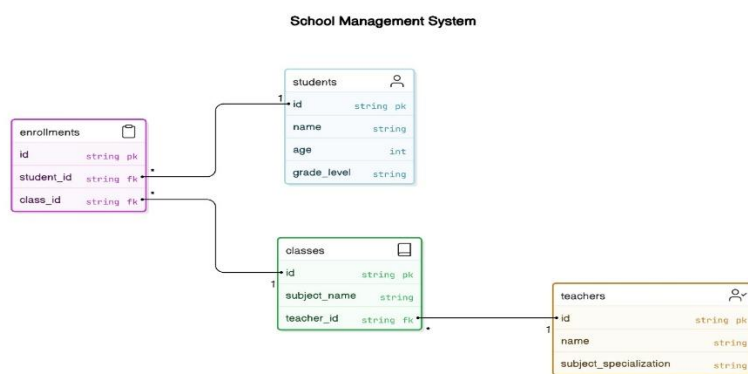 School Management System
students
id string pk
name string
age int
grade_level string
enrollments
id string pk
student_id string fk
class_id string fk
classes
id string pk
subject_name string
teacher_id string fk
teachers
id string pk
name string
subject_specialization string
1
*
*
1
*
1